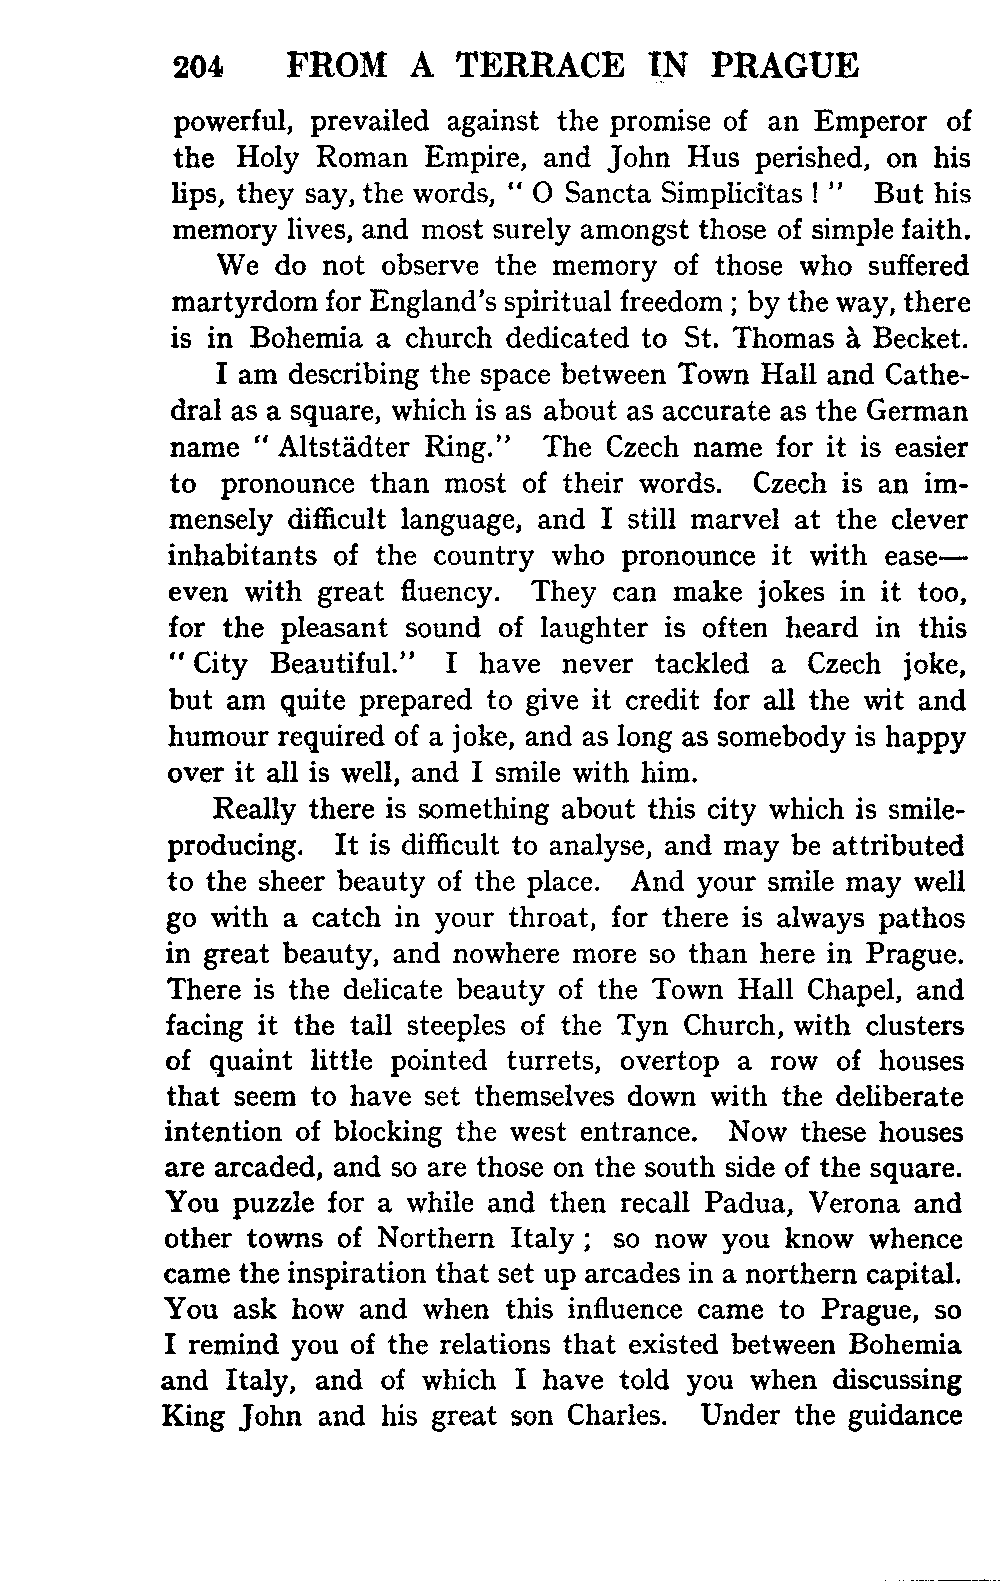 204 FROM A TERRACE IN PRAGUE
powerful, prevailed against the promise of an Emperor of
the Holy Roman Empire, and John Hus perished, on his
lips, they say, the words, “ O Sancta Simplicitas ! ” But his
memory lives, and most surely amongst those of simple faith.
We do not observe the memory of those who suffered
martyrdom for England's spiritual freedom ; by the way, there
is in Bohemia a church dedicated to St. Thomas à Becket.
I am describing the space between Town Hall and Cathe-
dral as a square, which is as about as accurate as the German
name “ Altstädter Ring.” The Czech name for it is easier
to pronounce than most of their words. Czech is an im-
mensely difficult language, and I still marvel at the clever
inhabitants of the country who pronounce it with ease—
even with great fluency. They can make jokes in it too,
for the pleasant sound of laughter is often heard in this
“ City Beautiful.” I have never tackled a Czech joke,
but am quite prepared to give it credit for all the wit and
humour required of a joke, and as long as somebody is happy
over it all is well, and I smile with him.
Really there is something about this city which is smile-
producing. It is difficult to analyse, and may be attributed
to the sheer beauty of the place. And your smile may well
go with a catch in your throat, for there is always pathos
in great beauty, and nowhere more so than here in Prague.
There is the delicate beauty of the Town Hall Chapel, and
facing it the tall steeples of the Tyn Church, with clusters
of quaint little pointed turrets, overtop a row of houses
that seem to have set themselves down with the deliberate
intention of blocking the west entrance. Now these houses
are arcaded, and so are those on the south side of the square.
You puzzle for a while and then recall Padua, Verona and
other towns of Northern Italy ; so now you know whence
came the inspiration that set up arcades in a northern capital.
You ask how and when this influence came to Prague, so
I remind you of the relations that existed between Bohemia
and Italy, and of which I have told you when discussing
King John and his great son Charles. Under the guidance